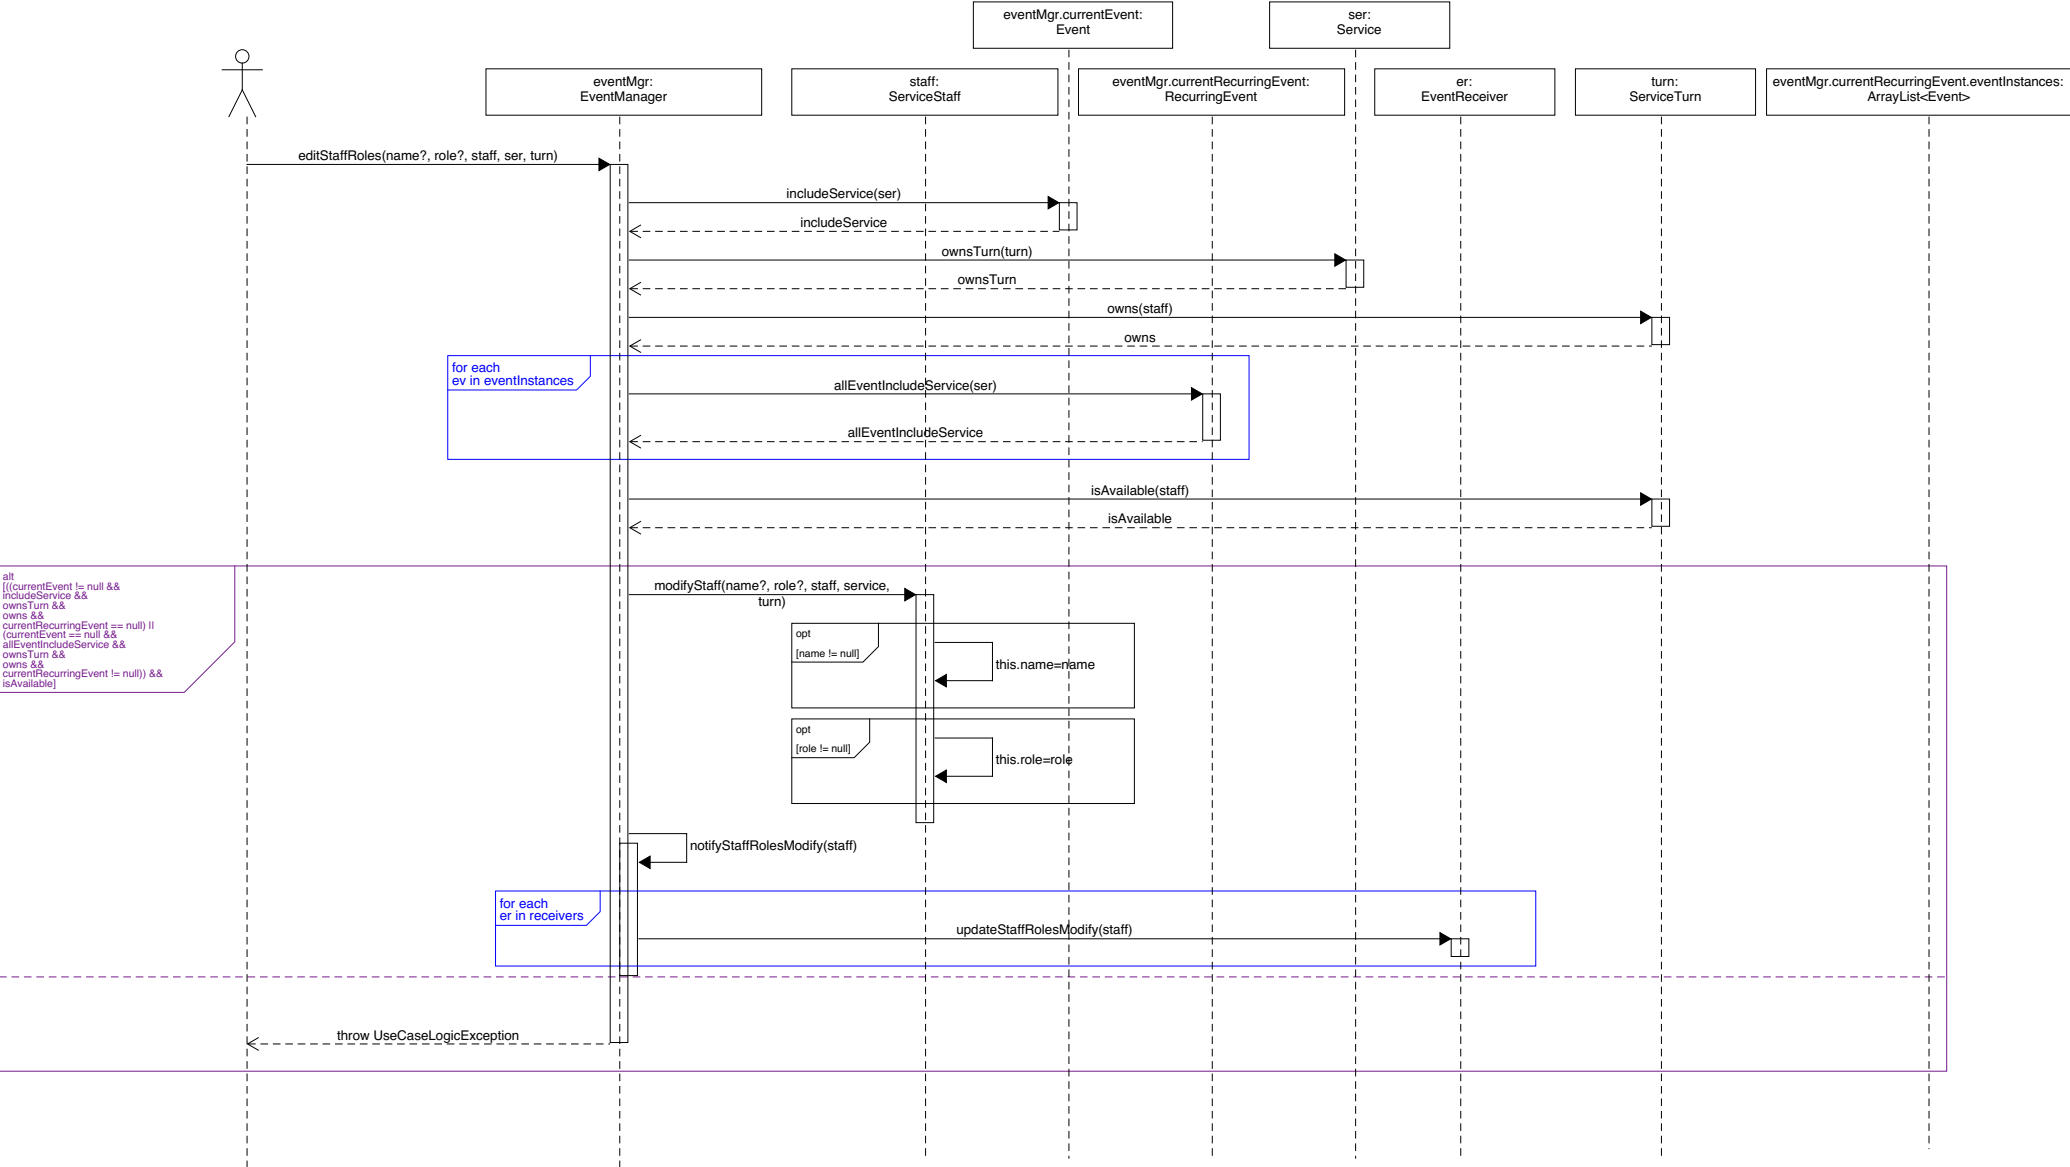 eventMgr.currentEvent:
Event
ser:
Service
eventMgr:
EventManager
staff:
ServiceStaff
eventMgr.currentRecurringEvent:
RecurringEvent
er:
EventReceiver
turn:
ServiceTurn
eventMgr.currentRecurringEvent.eventInstances:
ArrayList<Event>
editStaffRoles(name?, role?, staff, ser, turn)
includeService(ser)
includeService
ownsTurn(turn)
ownsTurn
owns(staff)
owns
for each
ev in eventInstances
allEventIncludeService(ser)
allEventIncludeService
isAvailable(staff)
isAvailable
alt
[((currentEvent != null &&
includeService &&
ownsTurn &&
owns &&
currentRecurringEvent == null) ||
(currentEvent == null &&
allEventIncludeService &&
ownsTurn &&
owns &&
currentRecurringEvent != null)) &&
isAvailable]
modifyStaff(name?, role?, staff, service,
turn)
opt
[name != null]
this.name=name
opt
[role != null]
this.role=role
notifyStaffRolesModify(staff)
for each
er in receivers
updateStaffRolesModify(staff)
throw UseCaseLogicException